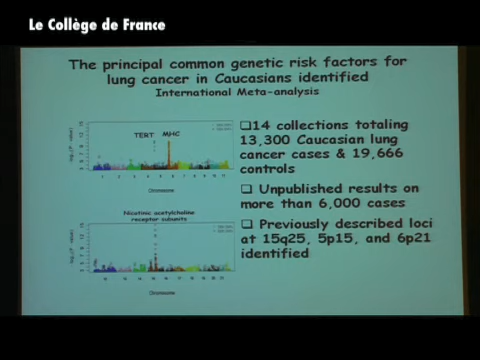 Le Collège de France
The principal common genetic risk factors for
lung cancer in Caucasians identified
International Meta-analysis
TERT MHC
Chromosome
Nicotinic acetylcholine
receptor subunits
Chromosome
❑14 collections totaling
13,300 Caucasian lung
cancer cases & 19,666
controls
❑ Unpublished results on
more than 6,000 cases
❑ Previously described loci
at 15q25, 5p15, and 6p21
identified